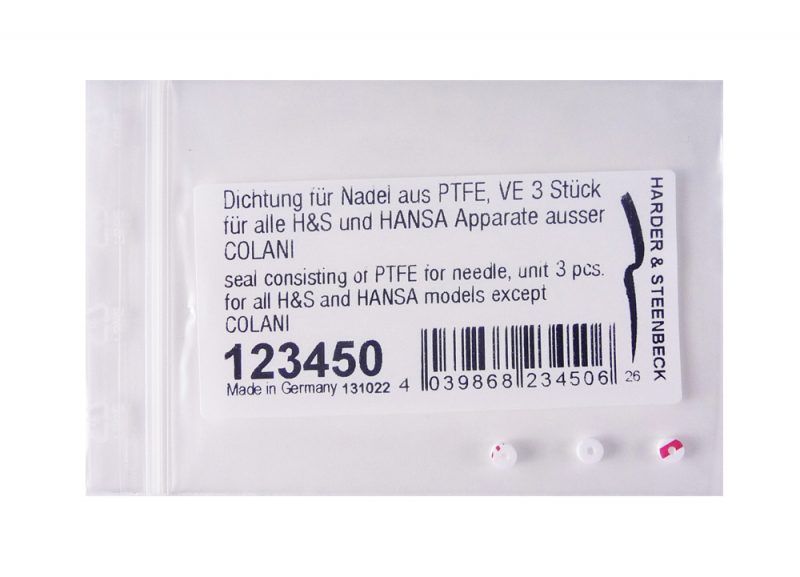 Dichtung für Nadel aus PTFE, VE 3 Stück
für alle H&S und HANSA Apparate ausser
COLANI
seal consisting of PTFE for needle, unit 3 pcs.
for all H&S and HANSA models except
COLANI
123450
Made in Germany 131022
4 039868 234506 26
HARDER & STEENBECK